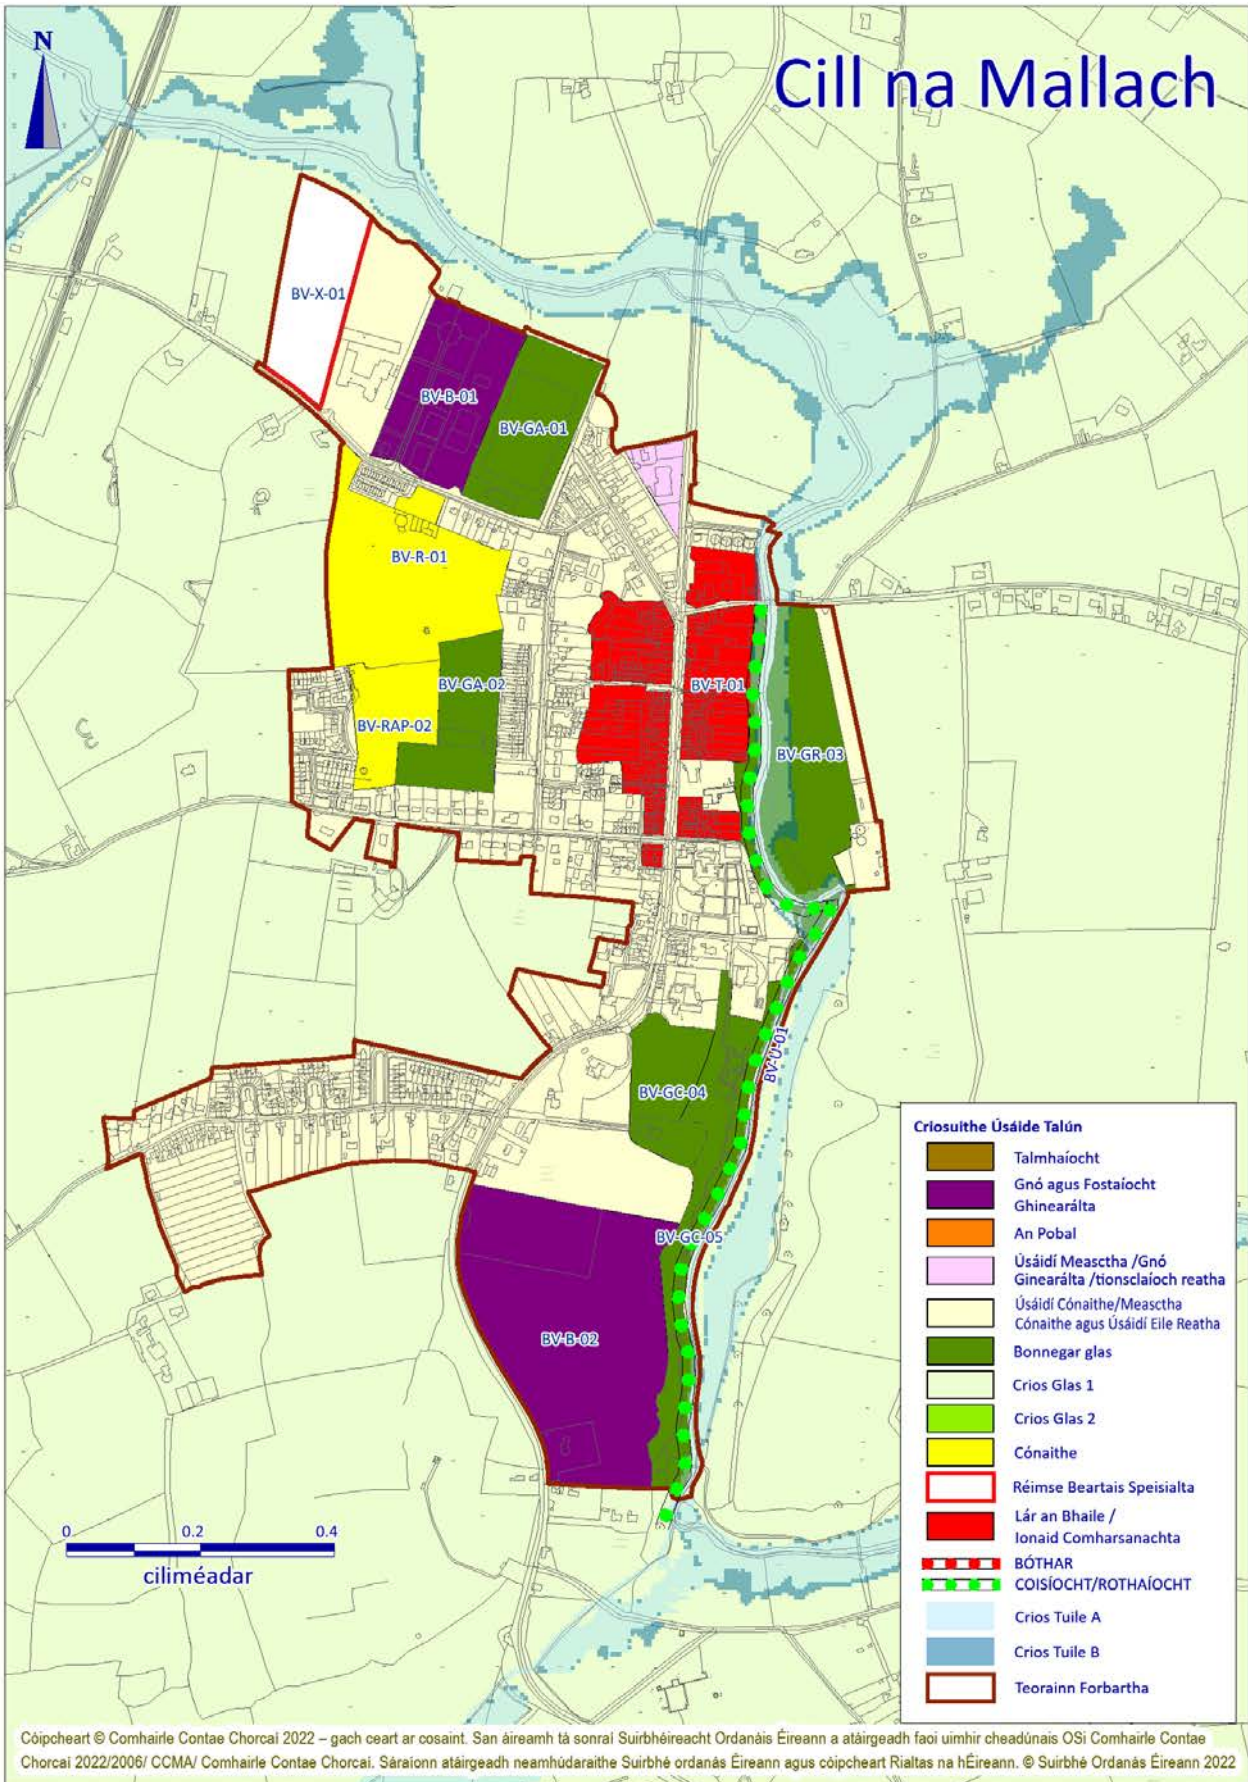 N
Cill na Mallach
BV-X-01
BV-B-01
BV-GA-01
BV-R-01
BV-GA-02
BV-T-01
BV-RAP-02
BV-GR-03
BV-U-01
BV-GC-04
BV-GC-05
BV-B-02
0 0.2 0.4
ciliméadar
Criosuithe Úsáide Talún
Talmhaíocht
Gnó agus Fostaíocht
Ghinearálta
An Pobal
Úsáidí Measctha /Gnó
Ginearálta /tionsclaíoch reatha
Úsáidí Cónaithe/Measctha
Cónaithe agus Úsáidí Eile Reatha
Bonnegar glas
Crios Glas 1
Crios Glas 2
Cónaithe
Réimse Beartais Speisialta
Lár an Bhaile /
Ionaid Comharsanachta
BÓTHAR
COISÍOCHT/ROTHAÍOCHT
Crios Tuile A
Crios Tuile B
Teorainn Forbartha
Cóipcheart © Comhairle Contae Chorcaí 2022 – gach ceart ar cosaint. San áireamh tá sonraí Suirbhéireacht Ordanáis Éireann a atáirgeadh faoi uimhir cheadúnais OSi Comhairle Contae
Chorcaí 2022/2006/ CCMA/ Comhairle Contae Chorcaí. Sáraíonn atáirgeadh neamhúdaraithe Suirbhé ordanás Éireann agus cóipcheart Rialtas na hÉireann. © Suirbhé Ordanás Éireann 2022